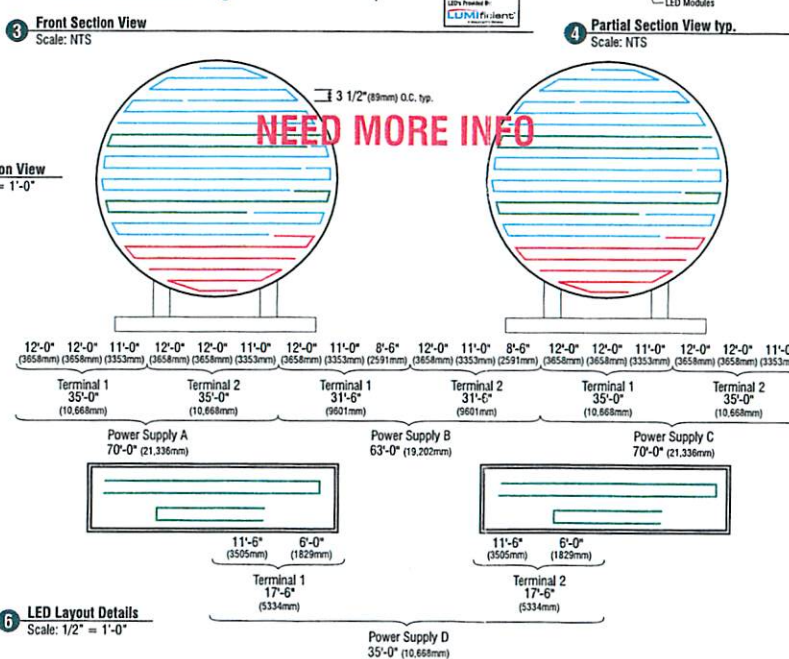 LED's Provided By:
LUMIficient
LED Modules
3 Front Section View
Scale: NTS
4 Partial Section View typ.
Scale: NTS
3 1/2" (89mm) O.C. typ.
NEED MORE INFO
on View
= 1'-0"
12'-0" 12'-0" 11'-0" 12'-0" 12'-0" 11'-0" 12'-0" 11'-0" 8'-6" 12'-0" 11'-0" 8'-6" 12'-0" 12'-0" 11'-0" 12'-0" 12'-0" 11'-0
(3658mm) (3658mm) (3353mm) (3658mm) (3658mm) (3353mm) (3658mm) (3353mm) (2591mm) (3658mm) (3353mm) (2591mm) (3658mm) (3658mm) (3353mm) (3658mm) (3658mm) (3353mm
Terminal 1 Terminal 2 Terminal 1 Terminal 2 Terminal 1 Terminal 2
35'-0" 35'-0" 31'-6" 31'-6" 35'-0" 35'-0"
(10,668mm) (10,668mm) (9601mm) (9601mm) (10,668mm) (10,668mm)
Power Supply A Power Supply B Power Supply C
70'-0" (21,336mm) 63'-0" (19,202mm) 70'-0" (21,336mm)
11'-6" 6'-0" 11'-6" 6'-0"
(3505mm) (1829mm) (3505mm) (1829mm)
Terminal 1 Terminal 2
17'-6" 17'-6"
(5334mm) (5334mm)
6 LED Layout Details
Scale: 1/2" = 1'-0"
Power Supply D
35'-0" (10,668mm)